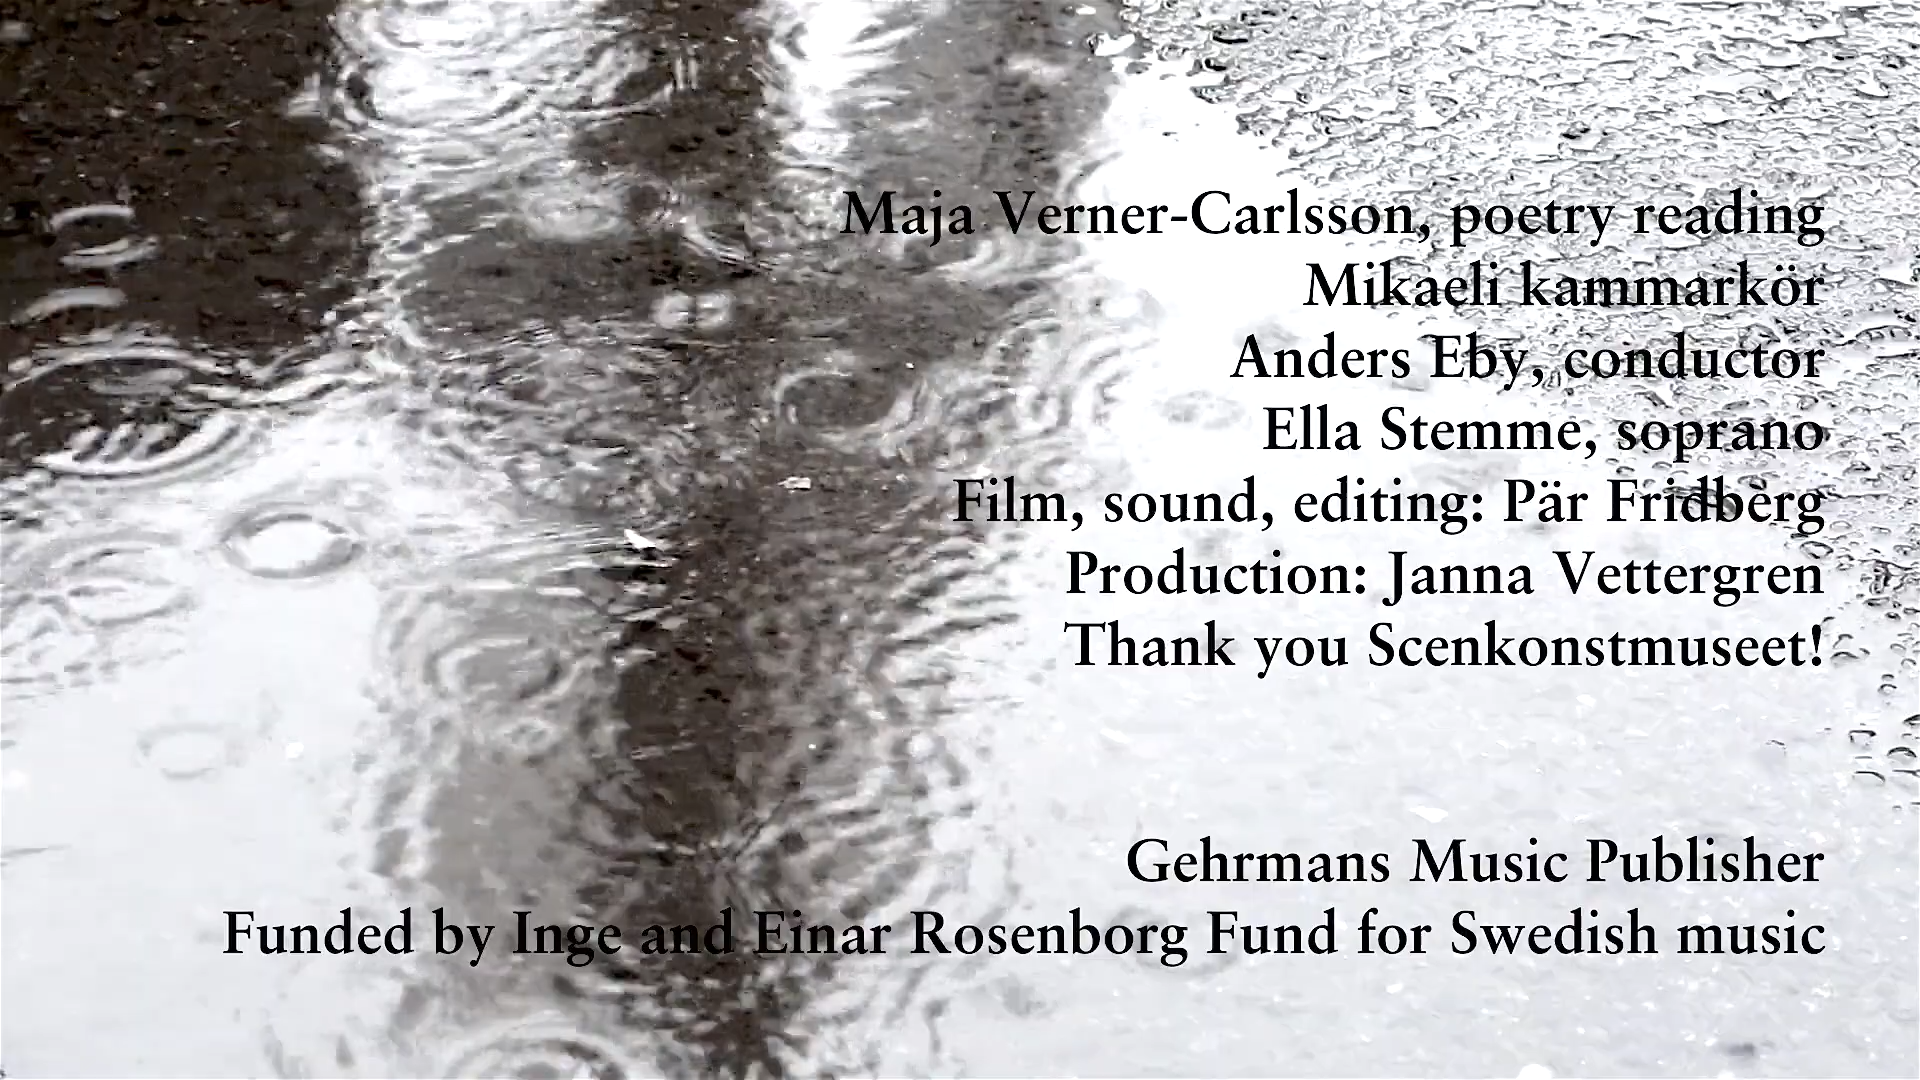 Maja Verner-Carlsson, poetry reading
Mikaeli kammarkör
Anders Eby, conductor
Ella Stemme, soprano
Film, sound, editing: Pär Fridberg
Production: Janna Vettergren
Thank you Scenkonstmuseet!
Gehrmans Music Publisher
Funded by Inge and Einar Rosenborg Fund for Swedish music